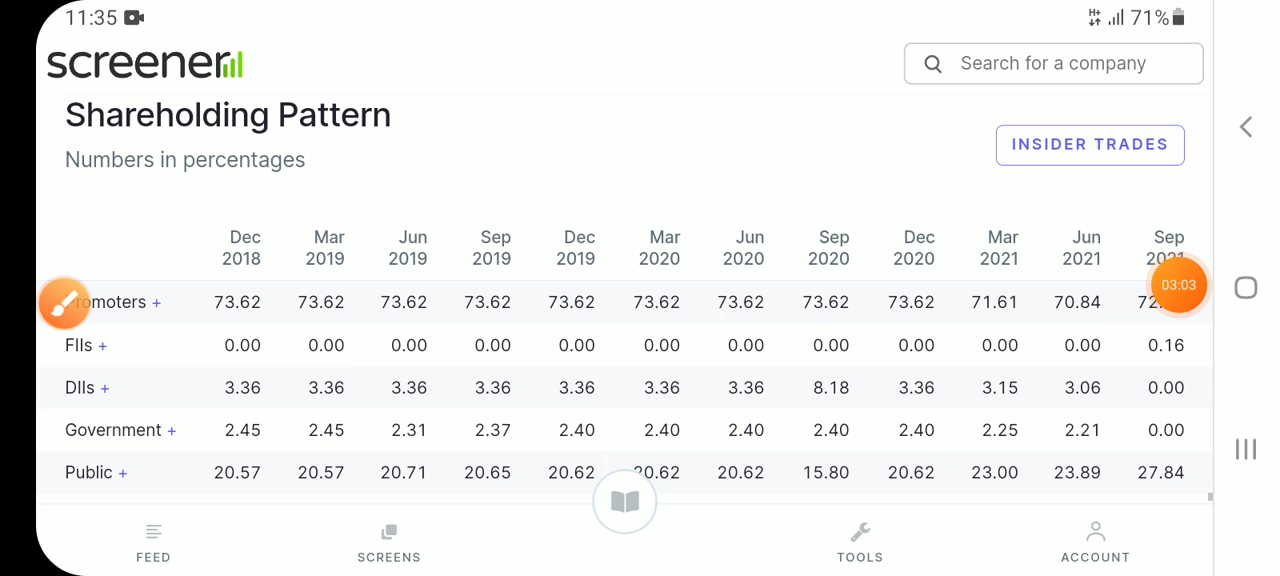 11:35 71%
screener
Search for a company
Shareholding Pattern
Numbers in percentages
INSIDER TRADES
Dec 2018 Mar 2019 Jun 2019 Sep 2019 Dec 2019 Mar 2020 Jun 2020 Sep 2020 Dec 2020 Mar 2021 Jun 2021 Sep
03:03
+ 73.62 73.62 73.62 73.62 73.62 73.62 73.62 73.62 73.62 71.61 70.84
FIIs + 0.00 0.00 0.00 0.00 0.00 0.00 0.00 0.00 0.00 0.00 0.00 0.16
DIIs + 3.36 3.36 3.36 3.36 3.36 3.36 3.36 8.18 3.36 3.15 3.06 0.00
Government + 2.45 2.45 2.31 2.37 2.40 2.40 2.40 2.40 2.40 2.25 2.21 0.00
Public + 20.57 20.57 20.71 20.65 20.62 20.62 20.62 15.80 20.62 23.00 23.89 27.84
FEED SCREENS TOOLS ACCOUNT